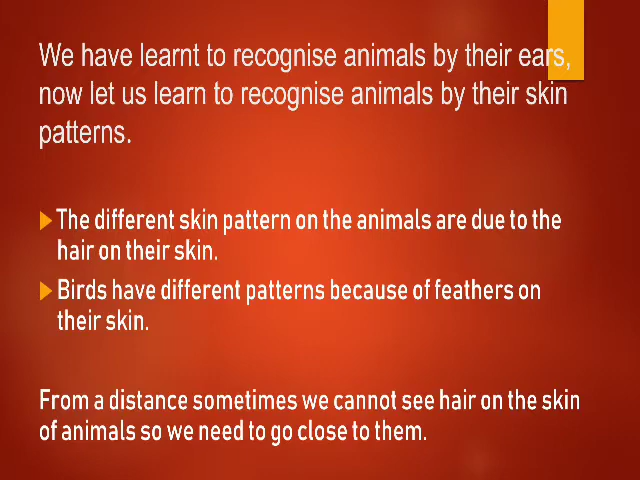 We have learnt to recognise animals by their ears,
now let us learn to recognise animals by their skin
patterns.
The different skin pattern on the animals are due to the
hair on their skin.
Birds have different patterns because of feathers on
their skin.
From a distance sometimes we cannot see hair on the skin
of animals so we need to go close to them.